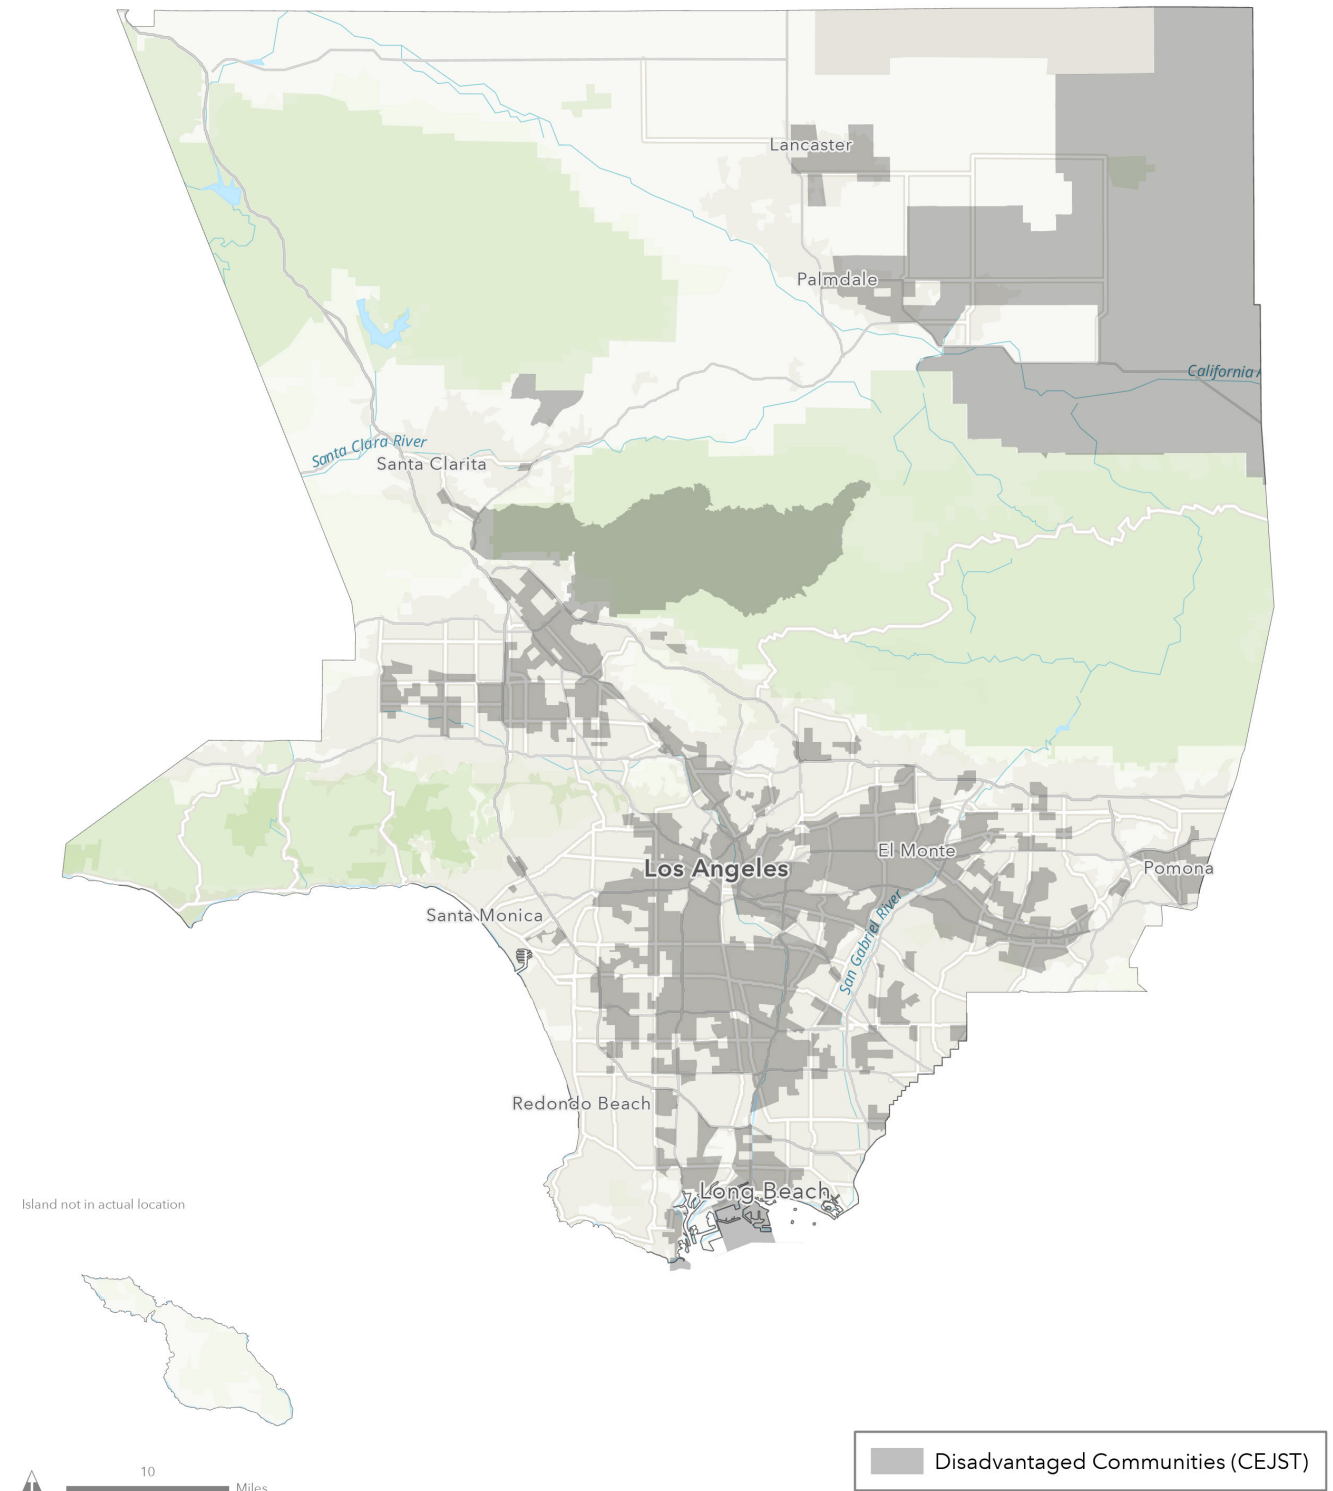 Lancaster
Palmdale
California A
Santa Clara River
Santa Clarita
El Monte
Los Angeles
Pomona
Santa Monica
San Gabriel River
Redondo Beach
Long Beach
Island not in actual location
10
Miles
Disadvantaged Communities (CEJST)